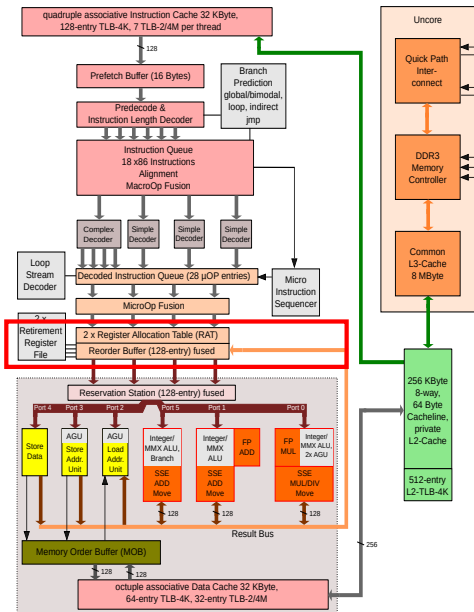 quadruple associative Instruction Cache 32 KByte,
128-entry TLB-4K, 7 TLB-2/4M per thread
128
Prefetch Buffer (16 Bytes)
Predecode &
Instruction Length Decoder
Branch
Prediction
global/bimodal,
loop, indirect
jmp
Instruction Queue
18 x86 Instructions
Alignment
MacroOp Fusion
Complex
Decoder
Simple
Decoder
Simple
Decoder
Simple
Decoder
Loop
Stream
Decoder
Decoded Instruction Queue (28 µOP entries)
Micro
Instruction
Sequencer
MicroOp Fusion
2 x
Retirement
Register
File
2 x Register Allocation Table (RAT)
Reorder Buffer (128-entry) fused
Reservation Station (128-entry) fused
Port 4
Port 3
Port 2
Port 5
Port 1
Port 0
Store
Data
AGU
Store
Addr.
Unit
AGU
Load
Addr.
Unit
Integer/
MMX ALU,
Branch
SSE
ADD
Move
Integer/
MMX
ALU
SSE
ADD
Move
FP
ADD
FP
MUL
Integer/
MMX ALU,
2x AGU
SSE
MUL/DIV
Move
128
128
128
Result Bus
Memory Order Buffer (MOB)
128
128
256
octuple associative Data Cache 32 KByte,
64-entry TLB-4K, 32-entry TLB-2/4M
Uncore
Quick Path
Inter-
connect
DDR3
Memory
Controller
Common
L3-Cache
8 MByte
256 KByte
8-way,
64 Byte
Cacheline,
private
L2-Cache
512-entry
L2-TLB-4K